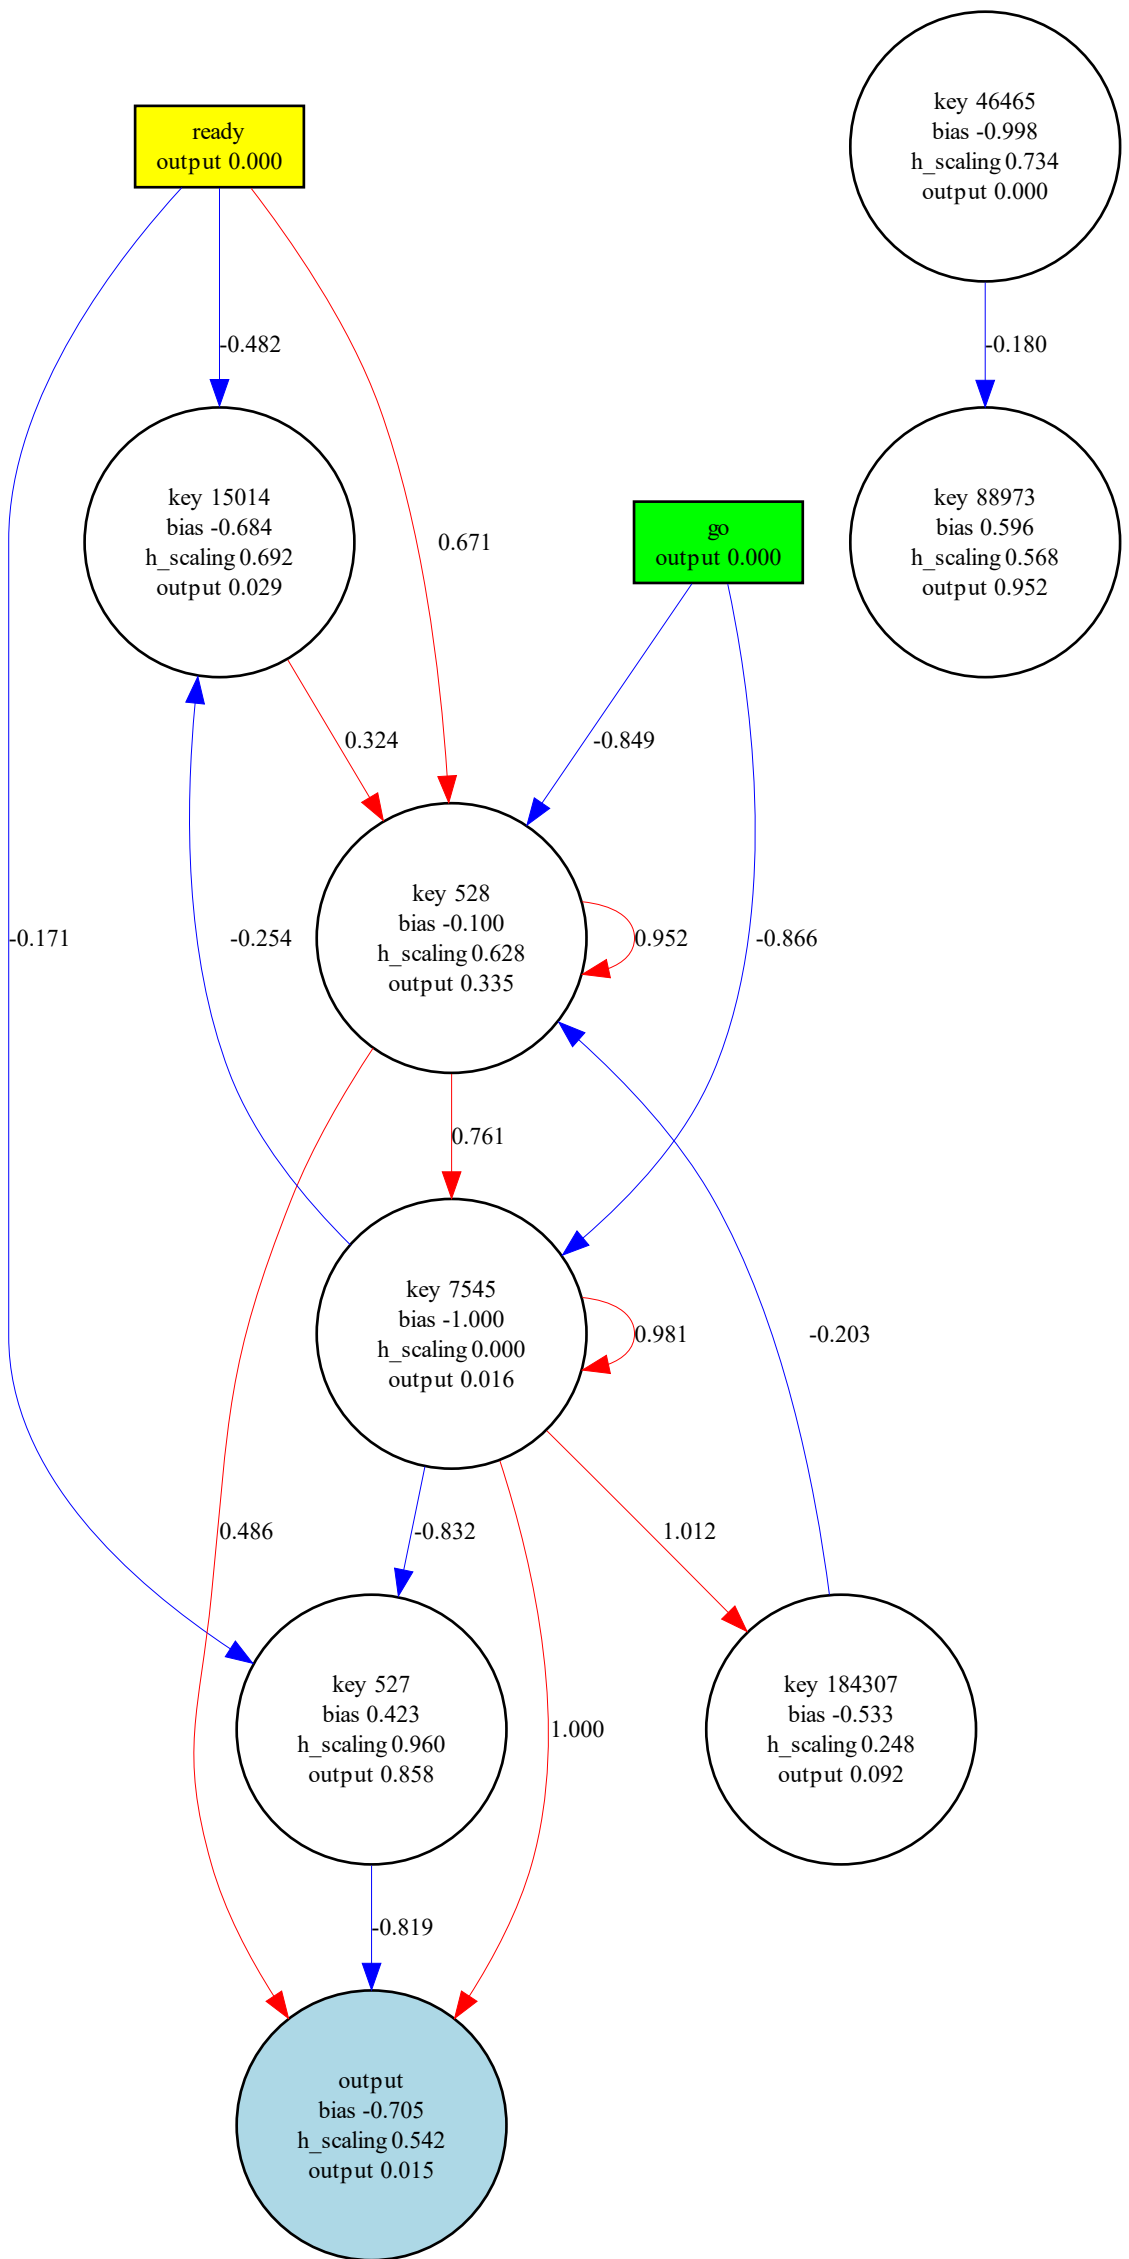 key 46465
bias -0.998
h_scaling 0.734
output 0.000
ready
output 0.000
-0.482
-0.180
key 15014
bias -0.684
h_scaling 0.692
output 0.029
0.671
go
output 0.000
key 88973
bias 0.596
h_scaling 0.568
output 0.952
0.324
-0.849
-0.171
-0.254
key 528
bias -0.100
h_scaling 0.628
output 0.335
0.952
-0.866
0.761
key 7545
bias -1.000
h_scaling 0.000
output 0.016
0.981
-0.203
0.486
-0.832
1.012
key 527
bias 0.423
h_scaling 0.960
output 0.858
1.000
key 184307
bias -0.533
h_scaling 0.248
output 0.092
-0.819
output
bias -0.705
h_scaling 0.542
output 0.015